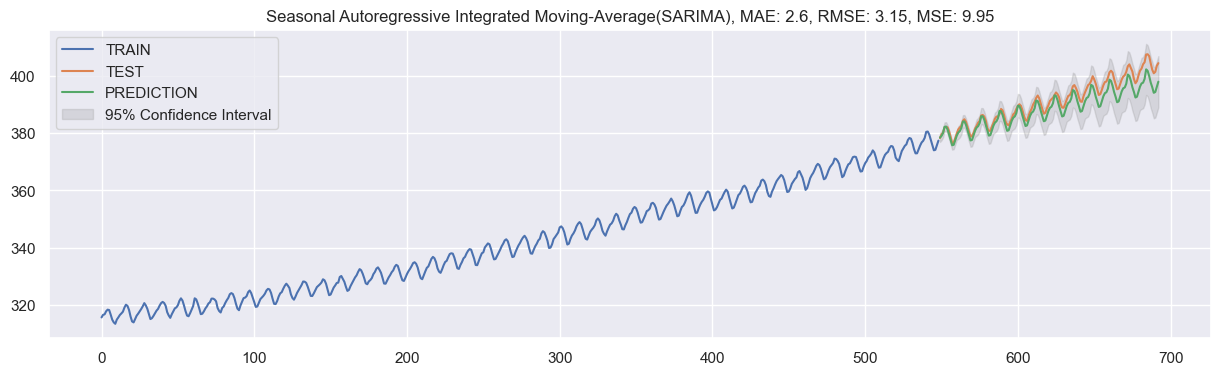 Seasonal Autoregressive Integrated Moving-Average(SARIMA), MAE: 2.6, RMSE: 3.15, MSE: 9.95
TRAIN
TEST
PREDICTION
95% Confidence Interval
400
380
360
340
320
0 100 200 300 400 500 600 700